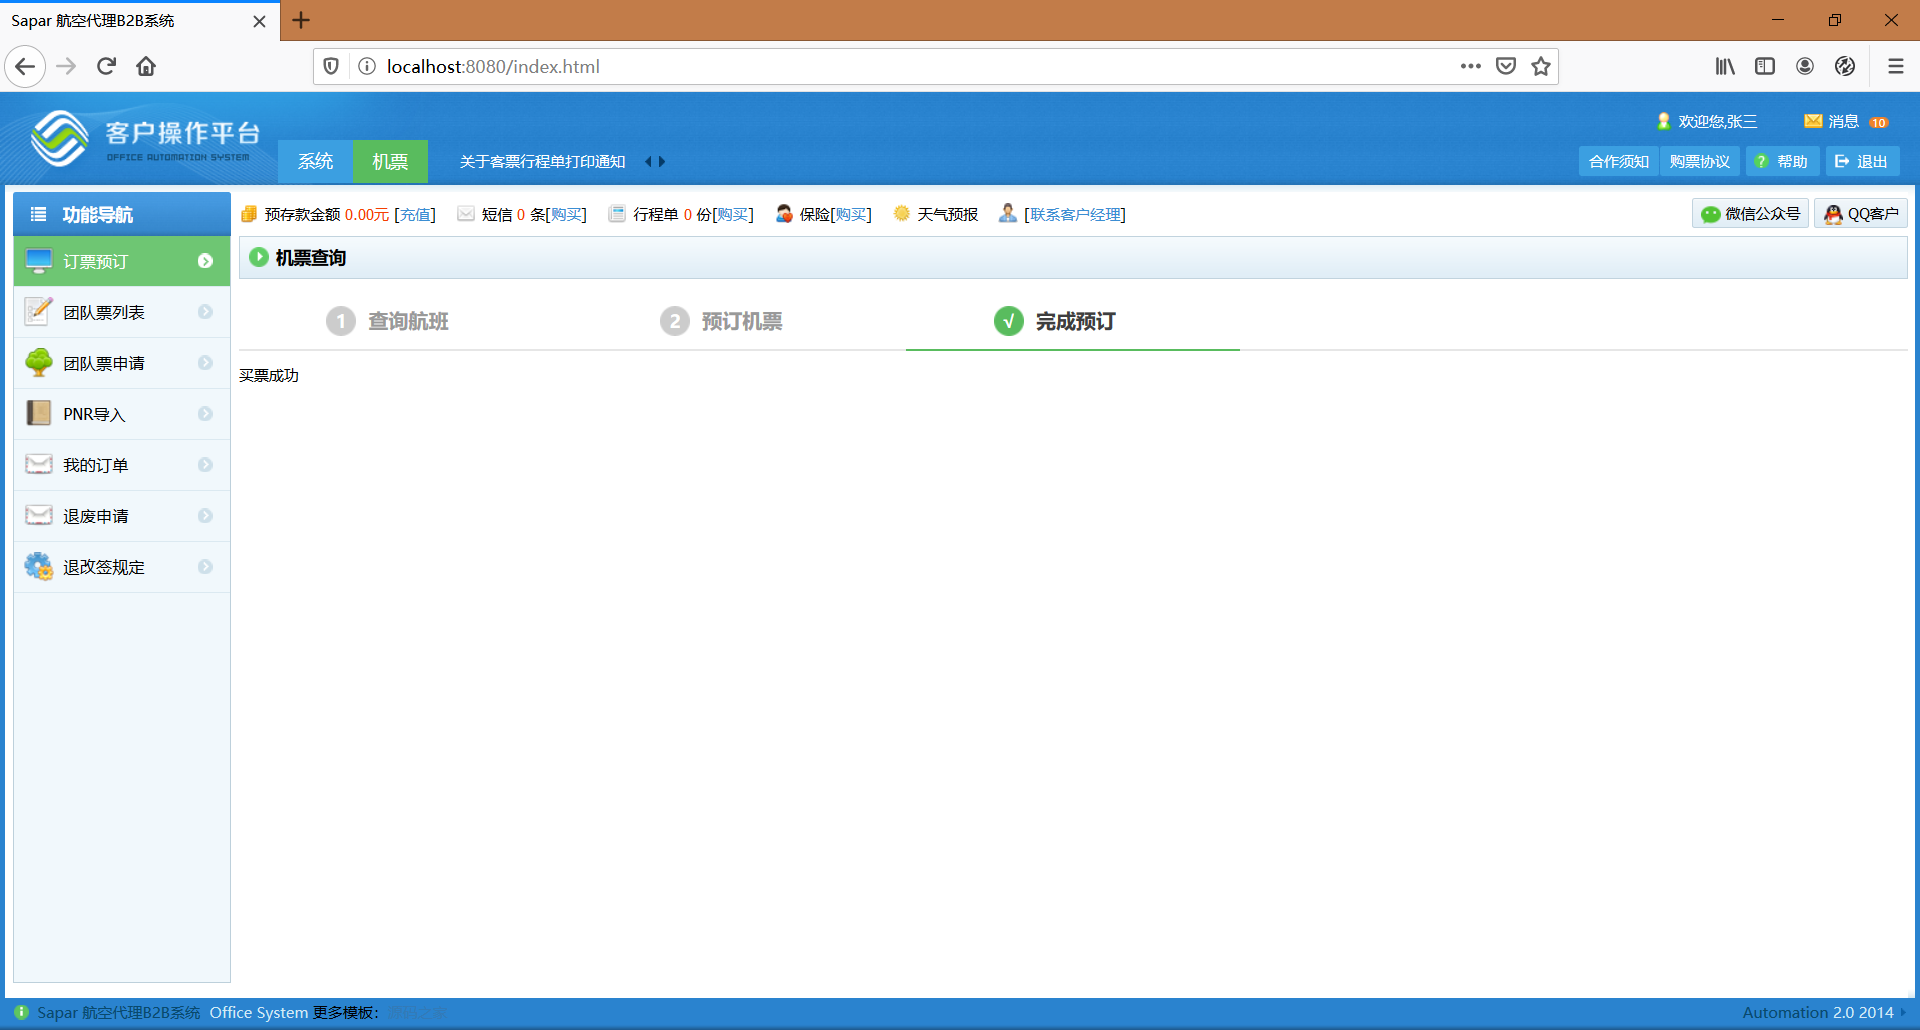 Sapar 航空代理B2B系统
localhost:8080/index.html
客户操作平台
OFFICE AUTOMATION SYSTEM
系统
机票
关于客票行程单打印通知
欢迎您,张三
消息 10
合作须知
购票协议
? 帮助
退出
功能导航
订票预订
团队票列表
团队票申请
PNR导入
我的订单
退废申请
退改签规定
预存款金额 0.00元 [充值] 短信 0 条[购买] 行程单 0 份[购买] 保险[购买] 天气预报 [联系客户经理]
微信公众号
QQ客户
机票查询
1 查询航班
2 预订机票
√ 完成预订
买票成功
Sapar 航空代理B2B系统 Office System 更多模板：
Automation 2.0 2014